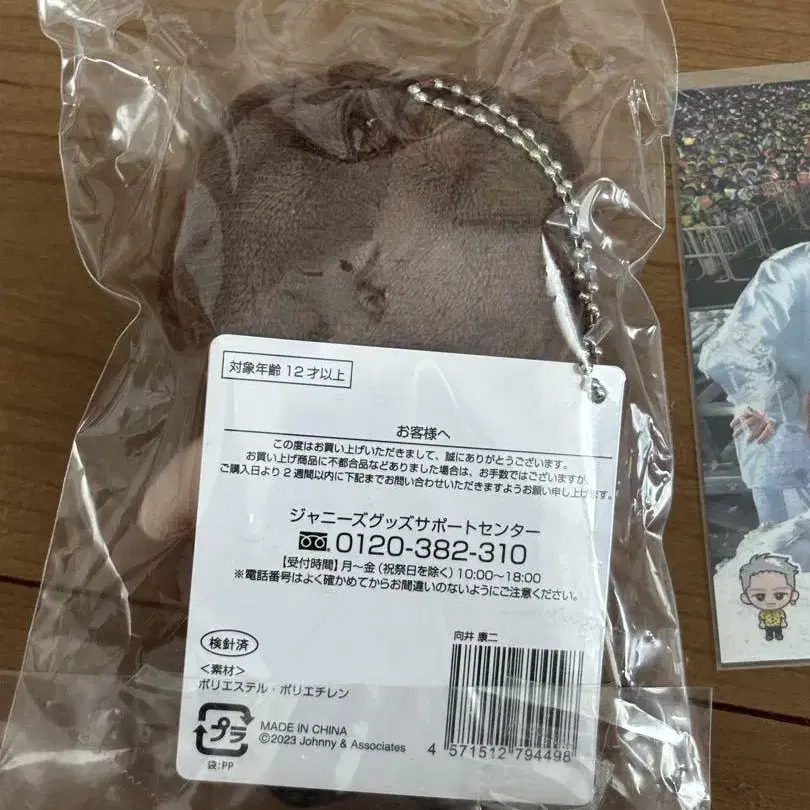 対象年齢 12才以上
お客様へ
この度はお買い上げいただきまして、誠にありがとうございます。
お買い上げ商品に不都合品などありました場合は、お手数ではございますが、
ご購入日より2週間以内に下記までお問い合わせいただきますようお願い申し上げます。
ジャニーズグッズサポートセンター
0120-382-310
【受付時間】月～金(祝祭日を除く)10:00～18:00
※電話番号はよく確かめてからお間違いのないようにご注意ください。
検針済
<素材>
ポリエステル・ポリエチレン
プラ
袋:PP
MADE IN CHINA
©2023 Johnny & Associates
向井 康二
4 571512 794498